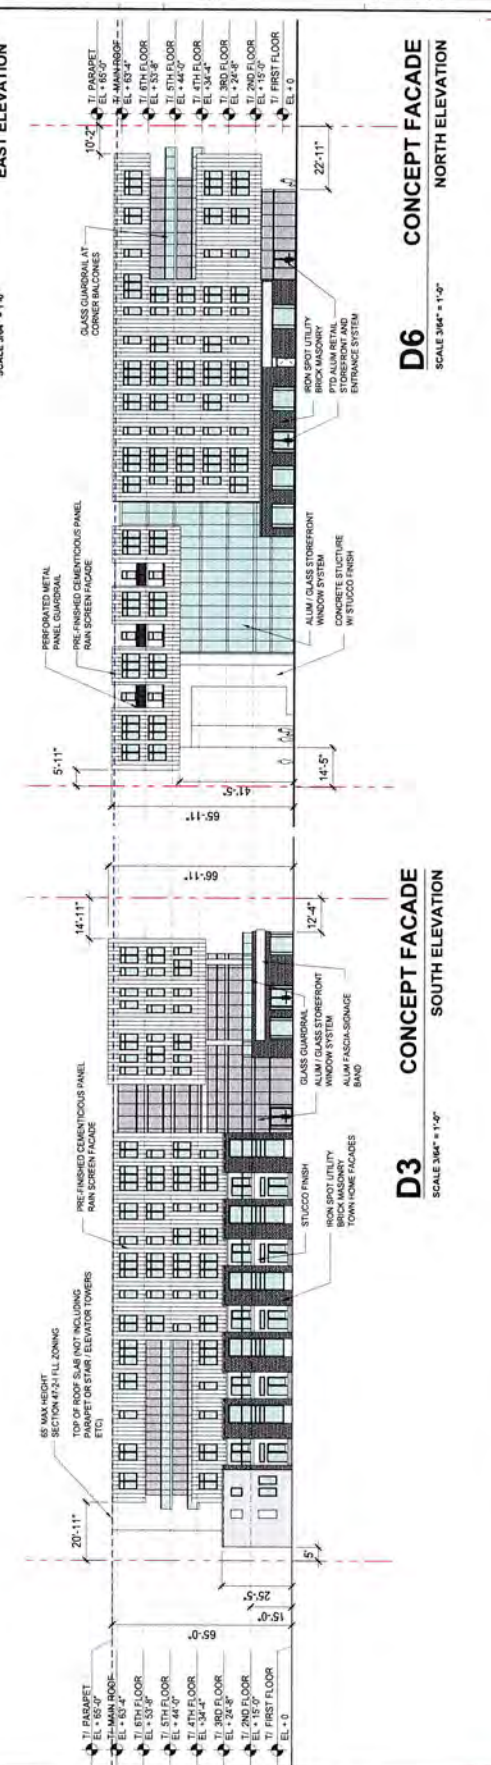 EAST ELEVATION
SCALE 3/64" = 1'-0"
T/ PARAPET
EL + 65'-0"
T/ MAIN ROOF
EL + 63'-4"
T/ 6TH FLOOR
EL + 53'-8"
T/ 5TH FLOOR
EL + 44'-0"
T/ 4TH FLOOR
EL +34'-4"
T/ 3RD FLOOR
EL + 24'-8"
T/ 2ND FLOOR
EL + 15'-0"
T/ FIRST FLOOR
EL + 0
10'-2"
22'-11"
GLASS GUARDRAIL AT
CORNER BALCONIES
PERFORATED METAL
PANEL GUARDRAIL
PRE-FINISHED CEMENTICIOUS PANEL
RAIN SCREEN FACADE
5'-11"
65'-11"
41'-5"
14'-5"
IRON SPOT UTILITY
BRICK MASONRY
PTD ALUM RETAIL
STOREFRONT AND
ENTRANCE SYSTEM
ALUM / GLASS STOREFRONT
WINDOW SYSTEM
CONCRETE STUCTURE
W/ STUCCO FINISH
D6
CONCEPT FACADE
SCALE 3/64" = 1'-0"
NORTH ELEVATION
14'-11"
66'-11"
12'-4"
PRE-FINISHED CEMENTICIOUS PANEL
RAIN SCREEN FACADE
65' MAX HEIGHT
SECTION 47-2-I FLL ZONING
TOP OF ROOF SLAB (NOT INCLUDING
PARAPET OR STAIR / ELEVATOR TOWERS
ETC)
20'-11"
5'
25'-5"
15'-0"
65'-0"
GLASS GUARDRAIL
ALUM / GLASS STOREFRONT
WINDOW SYSTEM
ALUM FASCIA-SIGNAGE
BAND
STUCCO FINISH
IRON SPOT UTILITY
BRICK MASONRY
TOWN HOME FACADES
T/ PARAPET
EL + 65'-0"
T/ MAIN ROOF
EL + 63'-4"
T/ 6TH FLOOR
EL + 53'-8"
T/ 5TH FLOOR
EL + 44'-0"
T/ 4TH FLOOR
EL +34'-4"
T/ 3RD FLOOR
EL + 24'-8"
T/ 2ND FLOOR
EL + 15'-0"
T/ FIRST FLOOR
EL + 0
D3
CONCEPT FACADE
SCALE 3/64" = 1'-0"
SOUTH ELEVATION